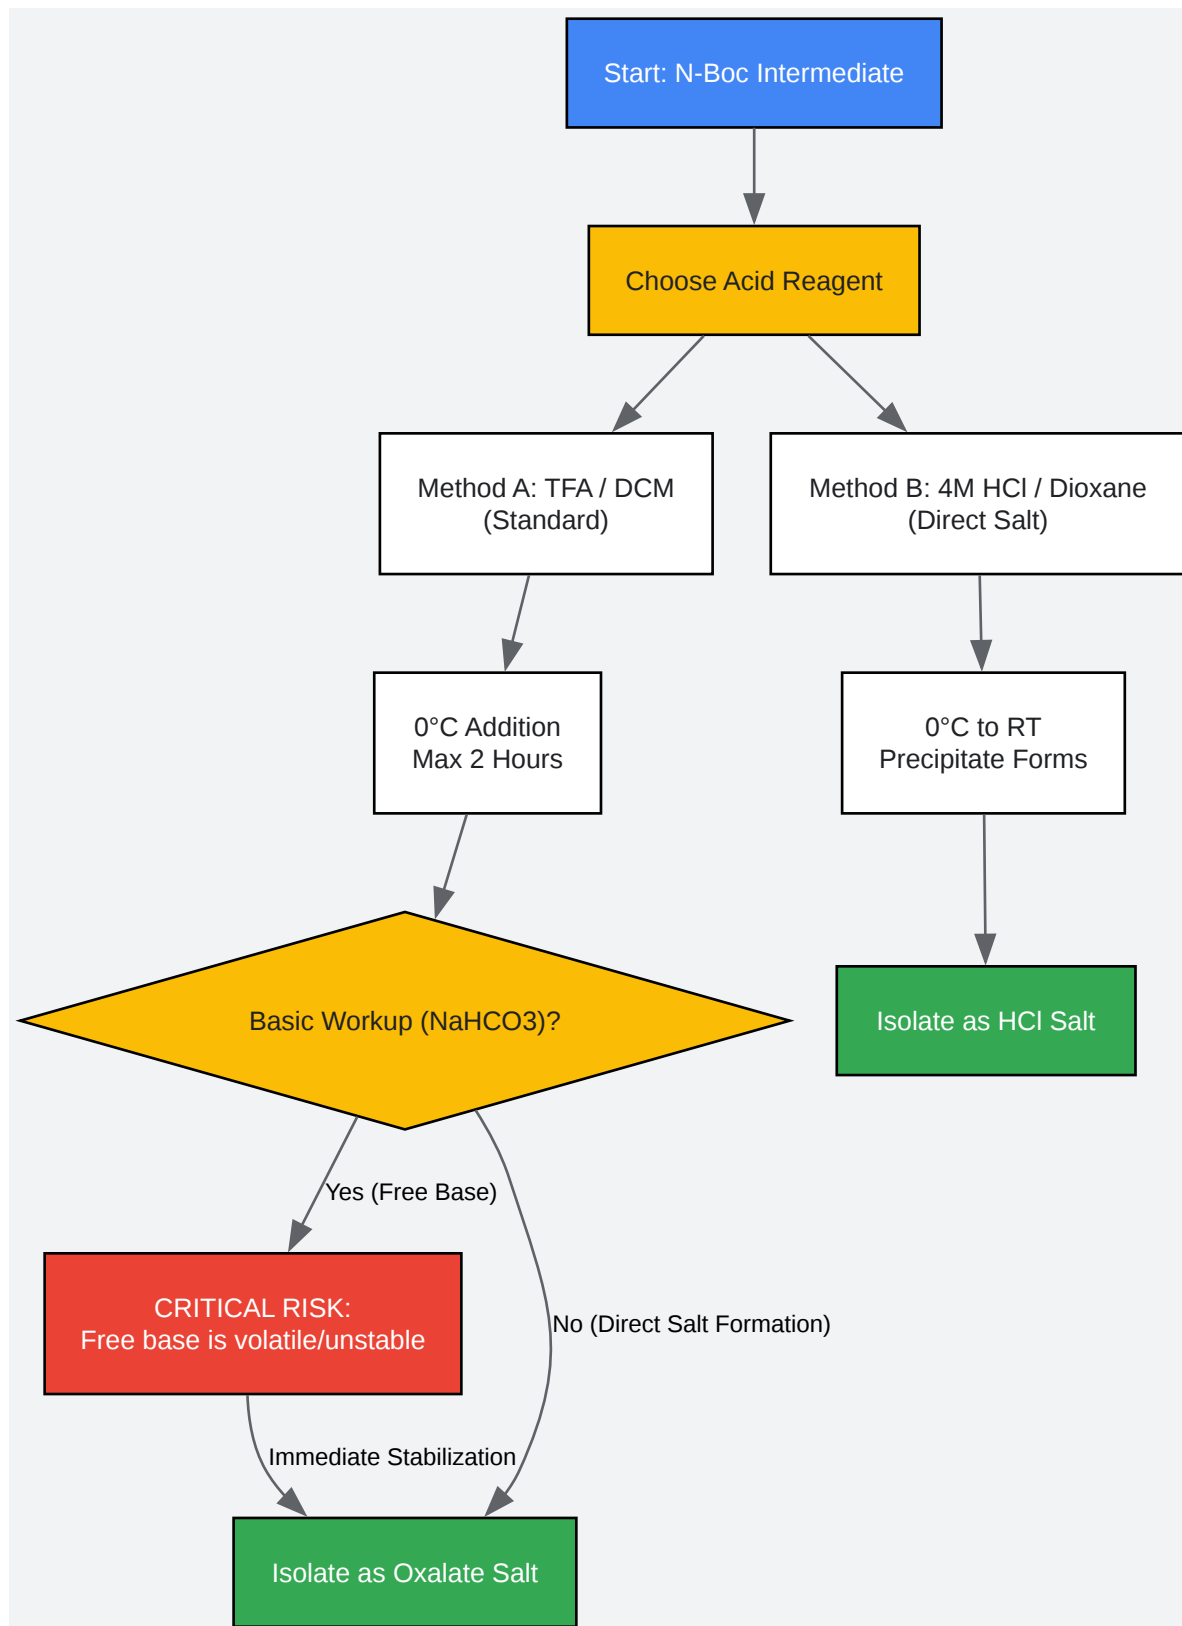 Start: N-Boc Intermediate
Choose Acid Reagent
Method A: TFA / DCM
(Standard)
Method B: 4M HCl / Dioxane
(Direct Salt)
0°C Addition
Max 2 Hours
0°C to RT
Precipitate Forms
Basic Workup (NaHCO3)?
Isolate as HCl Salt
Yes (Free Base)
CRITICAL RISK:
Free base is volatile/unstable
No (Direct Salt Formation)
Immediate Stabilization
Isolate as Oxalate Salt